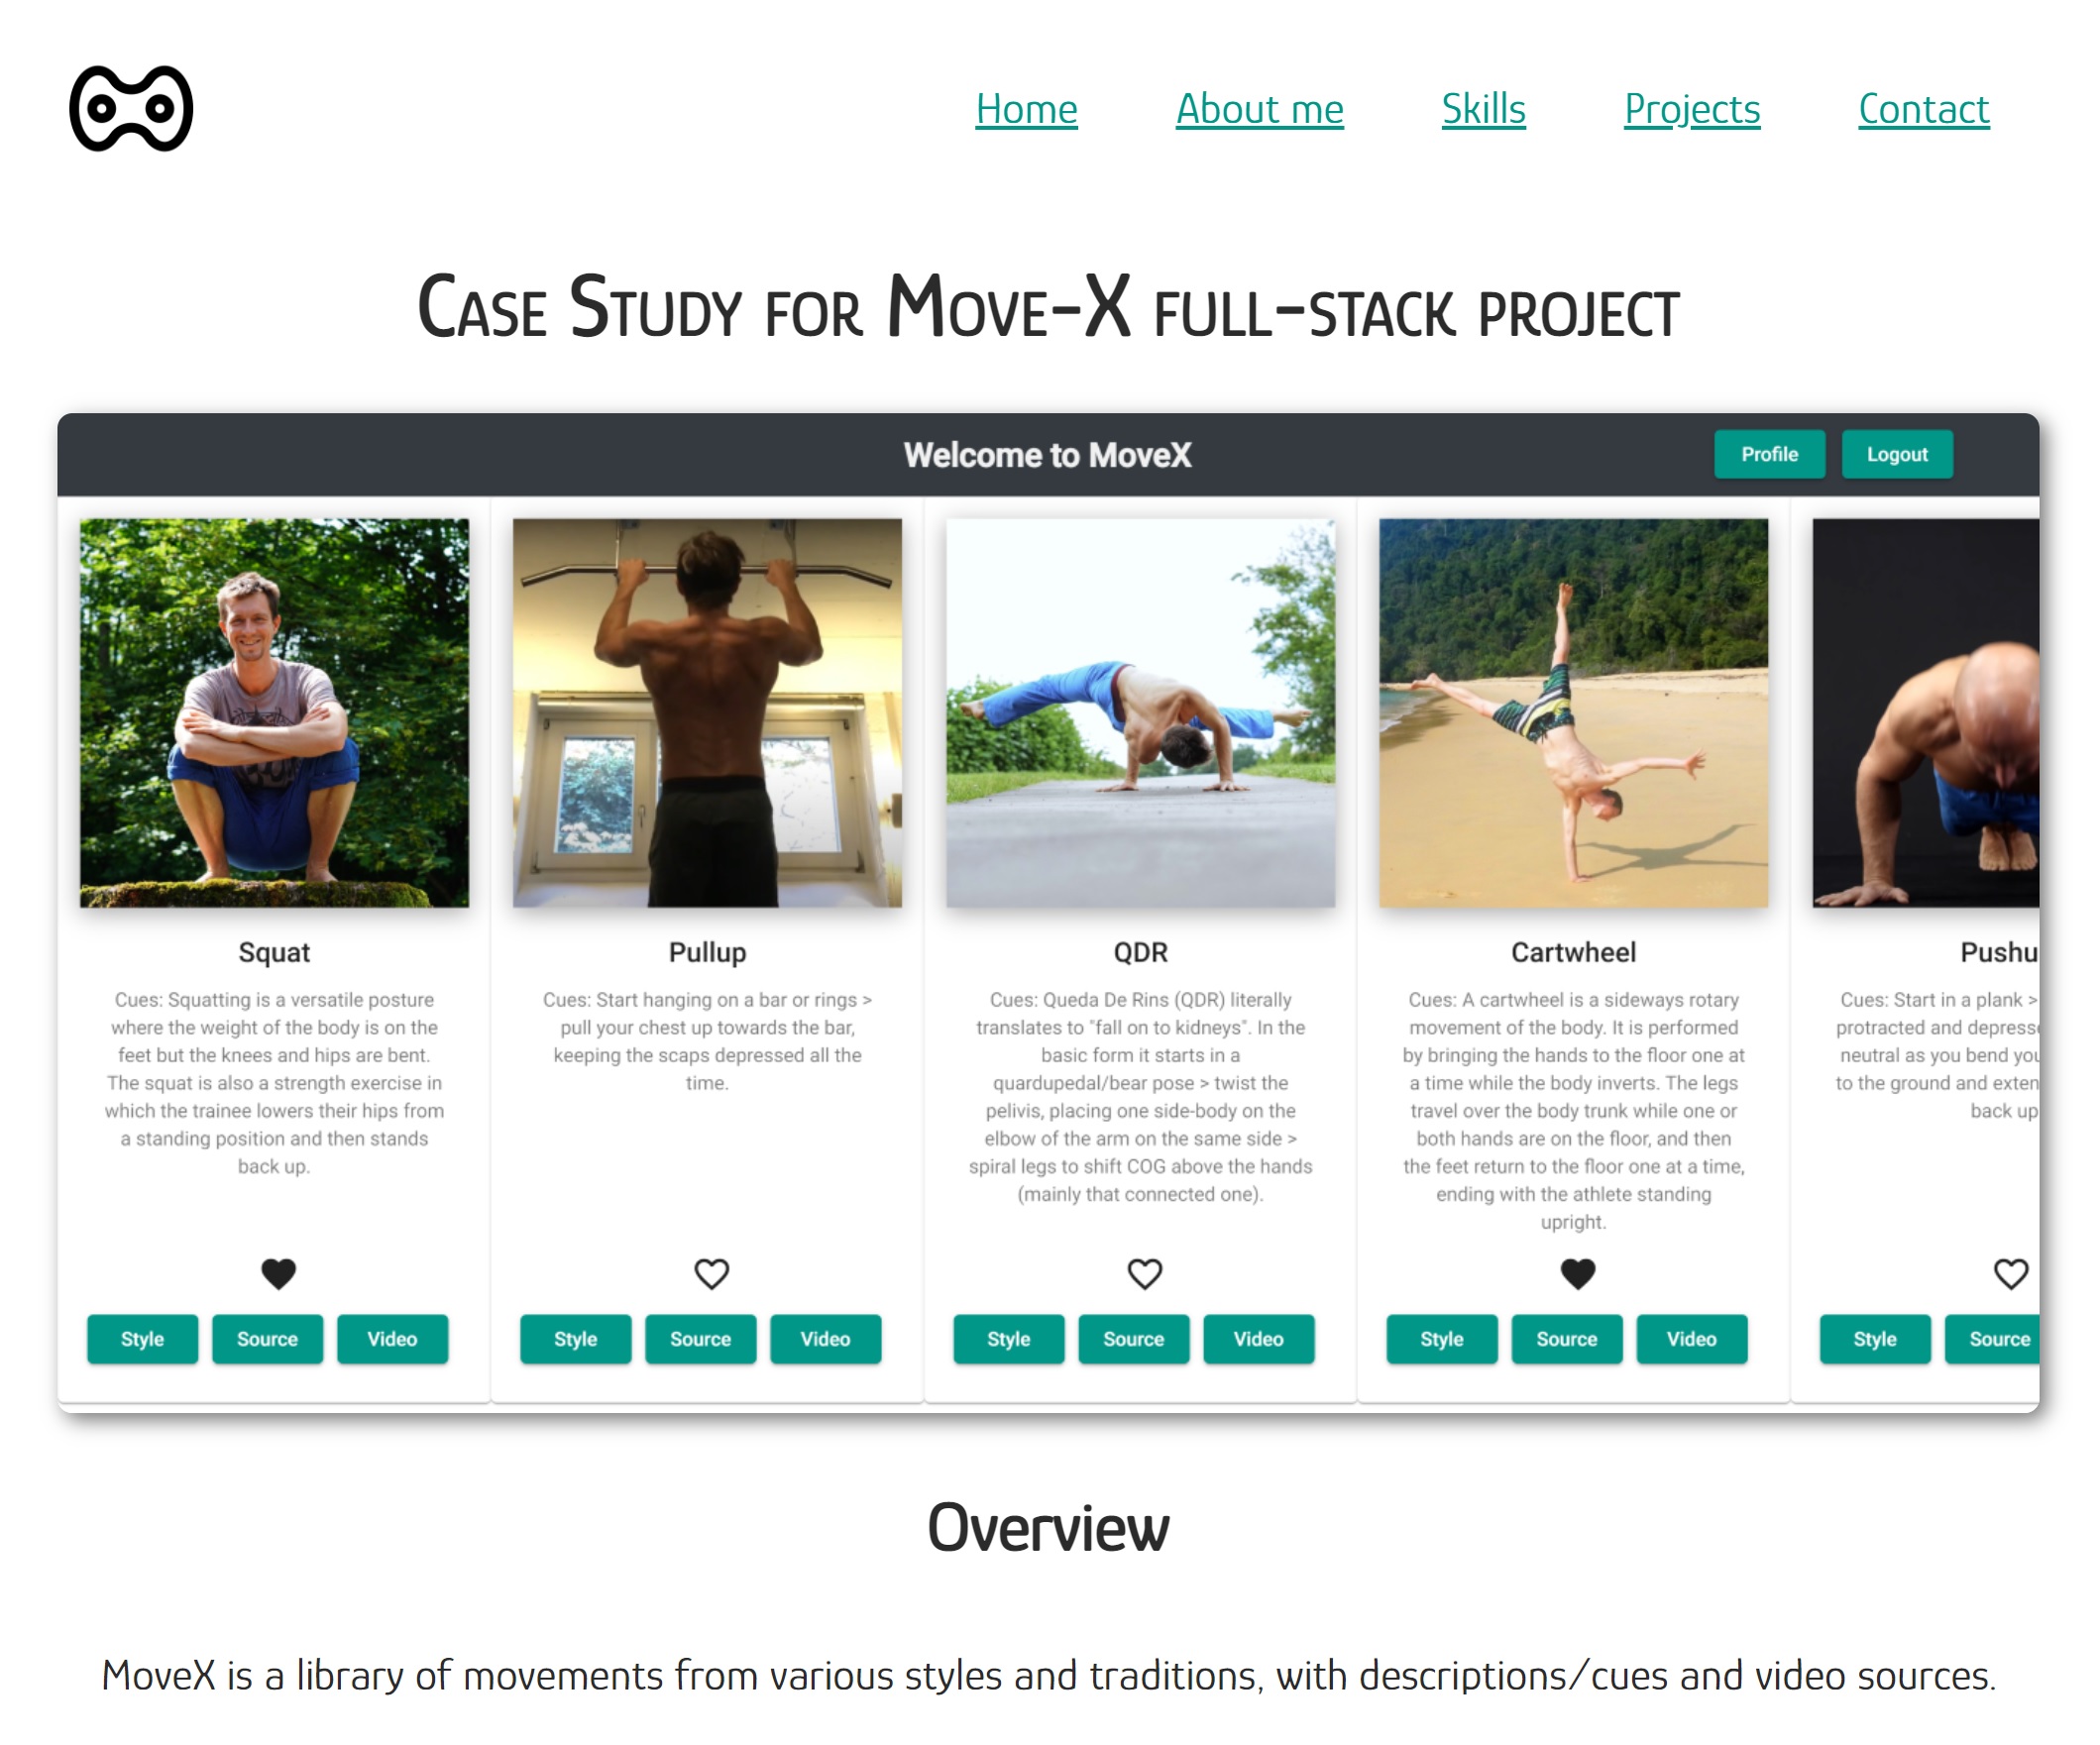 Home About me Skills Projects Contact
Case Study for Move-X full-stack project
Welcome to MoveX
Profile Logout
Squat
Cues: Squatting is a versatile posture
where the weight of the body is on the
feet but the knees and hips are bent.
The squat is also a strength exercise in
which the trainee lowers their hips from
a standing position and then stands
back up.
Style Source Video
Pullup
Cues: Start hanging on a bar or rings >
pull your chest up towards the bar,
keeping the scaps depressed all the
time.
Style Source Video
QDR
Cues: Queda De Rins (QDR) literally
translates to "fall on to kidneys". In the
basic form it starts in a
quardupedal/bear pose > twist the
pelivis, placing one side-body on the
elbow of the arm on the same side >
spiral legs to shift COG above the hands
(mainly that connected one).
Style Source Video
Cartwheel
Cues: A cartwheel is a sideways rotary
movement of the body. It is performed
by bringing the hands to the floor one at
a time while the body inverts. The legs
travel over the body trunk while one or
both hands are on the floor, and then
the feet return to the floor one at a time,
ending with the athlete standing
upright.
Style Source Video
Pushu
Cues: Start in a plank >
protracted and depress
neutral as you bend you
to the ground and exten
back up
Style Source
Overview
MoveX is a library of movements from various styles and traditions, with descriptions/cues and video sources.